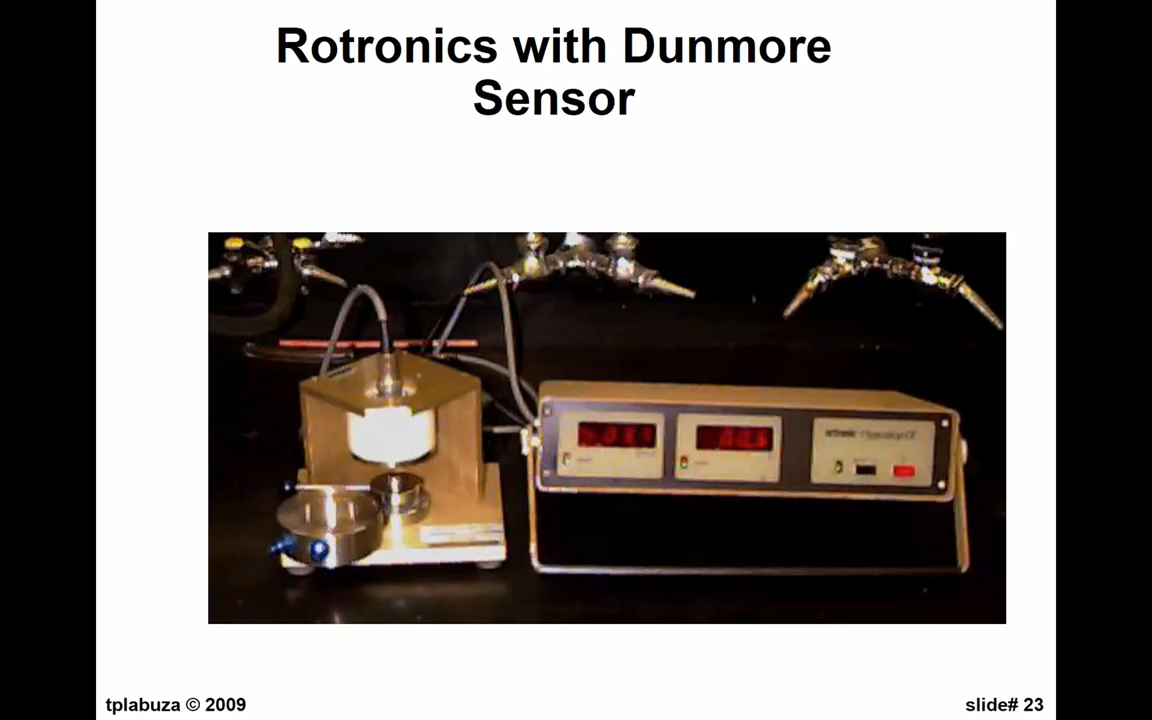 Rotronics with Dunmore
Sensor
tplabuza © 2009
slide# 23